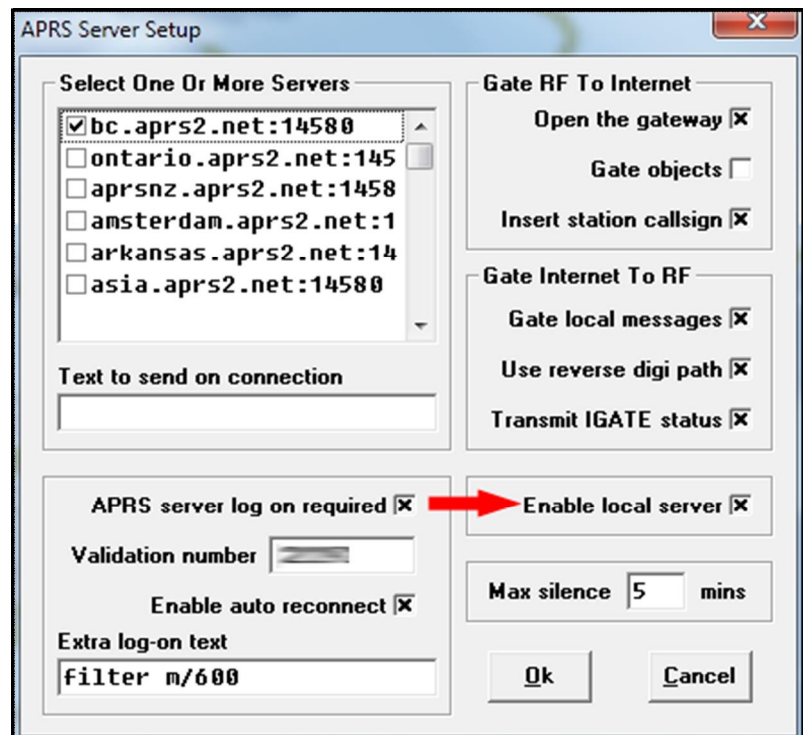 APRS Server Setup
Select One Or More Servers
bc.aprs2.net:14580
ontario.aprs2.net:145
aprsnz.aprs2.net:1458
amsterdam.aprs2.net:1
arkansas.aprs2.net:14
asia.aprs2.net:14580
Text to send on connection
APRS server log on required
Validation number
Enable auto reconnect
Extra log-on text
filter m/600
Gate RF To Internet
Open the gateway
Gate objects
Insert station callsign
Gate Internet To RF
Gate local messages
Use reverse digi path
Transmit IGATE status
Enable local server
Max silence 5 mins
Ok
Cancel